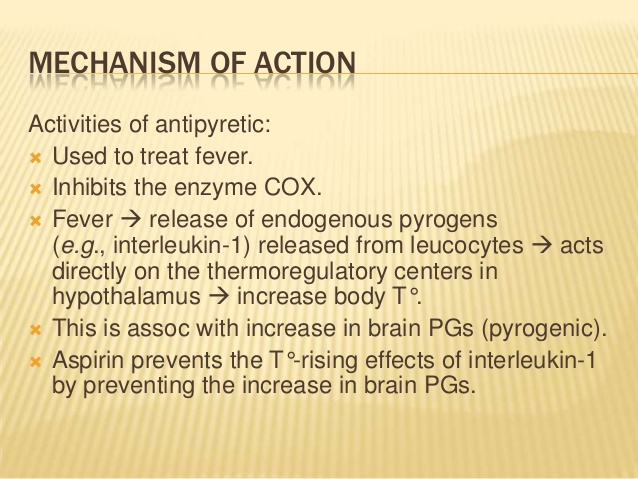 MECHANISM OF ACTION
Activities of antipyretic:
× Used to treat fever.
× Inhibits the enzyme COX.
× Fever → release of endogenous pyrogens
(e.g., interleukin-1) released from leucocytes → acts
directly on the thermoregulatory centers in
hypothalamus → increase body T°.
× This is assoc with increase in brain PGs (pyrogenic).
× Aspirin prevents the T°-rising effects of interleukin-1
by preventing the increase in brain PGs.